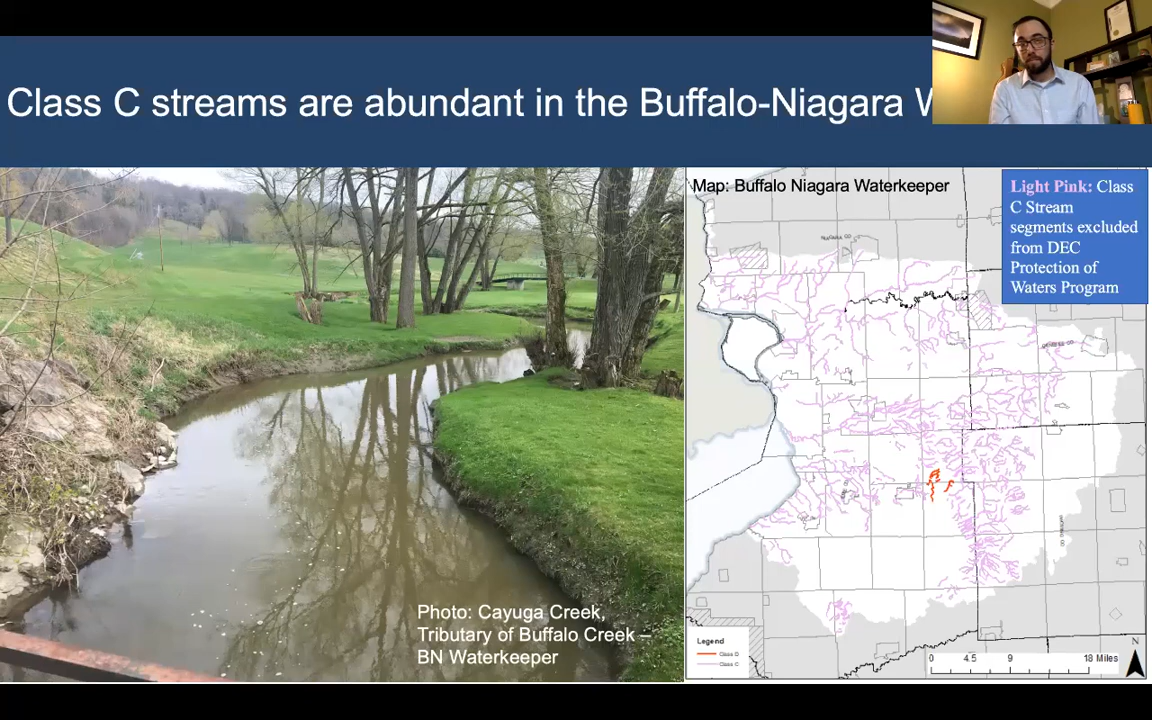 Class C streams are abundant in the Buffalo-Niagara W
Map: Buffalo Niagara Waterkeeper
Light Pink: Class
C Stream
segments excluded
from DEC
Protection of
Waters Program
Photo: Cayuga Creek,
Tributary of Buffalo Creek –
BN Waterkeeper
Legend
Class D
Class C
0 4.5 9 18 Miles
N